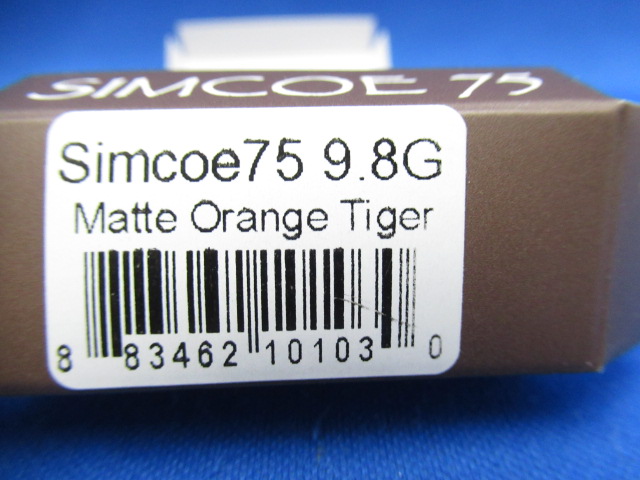 SIMCOE 75
Simcoe75 9.8G
Matte Orange Tiger
8 83462 10103 0